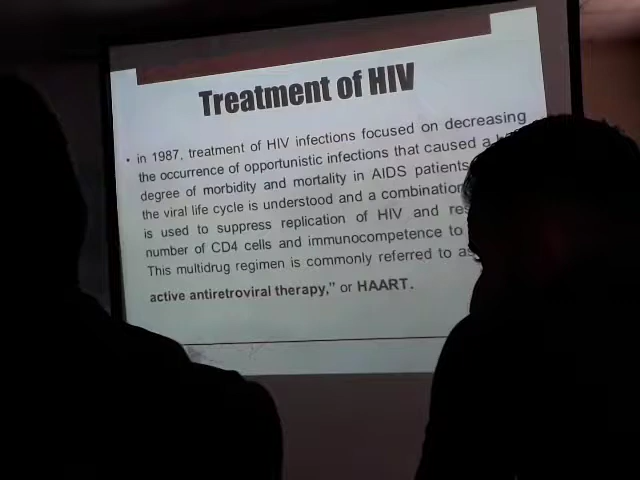 Treatment of HIV
• in 1987, treatment of HIV infections focused on decreasing
the occurrence of opportunistic infections that caused a
degree of morbidity and mortality in AIDS patients
the viral life cycle is understood and a combination
is used to suppress replication of HIV and
number of CD4 cells and immunocompetence to
This multidrug regimen is commonly referred to
active antiretroviral therapy,” or HAART.